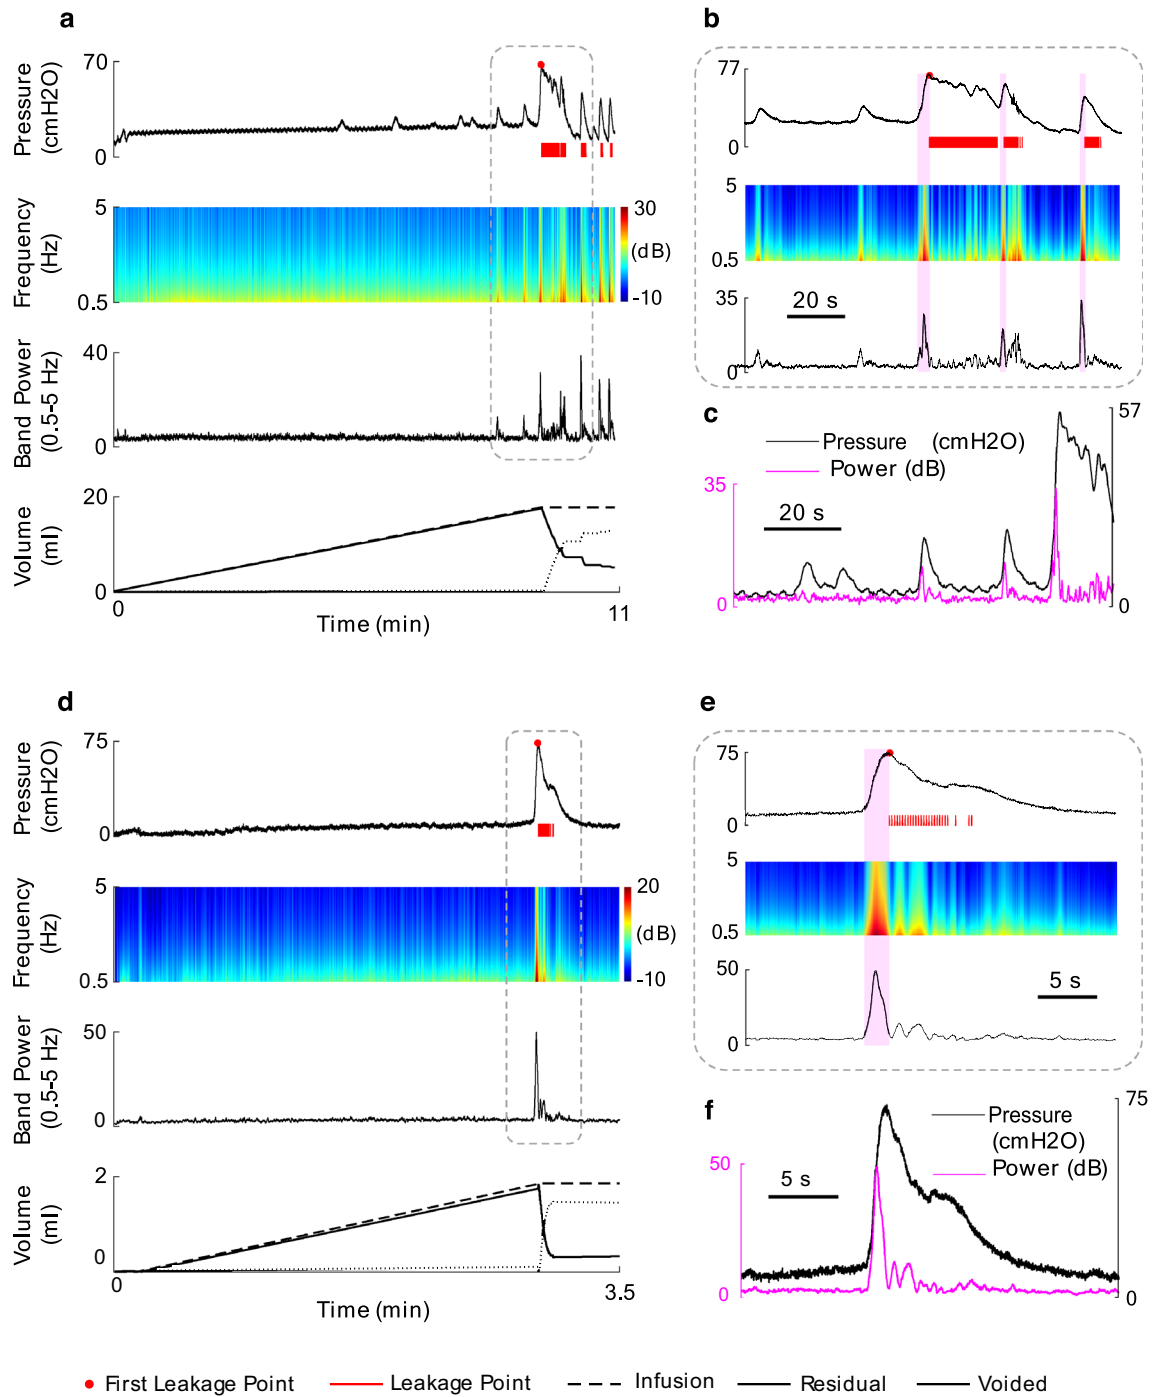 a
Pressure
(cmH2O)
70
0
Frequency
(Hz)
5
0.5
30
(dB)
-10
Band Power
(0.5-5 Hz)
40
0
Volume
(ml)
20
0
0
11
Time (min)
b
77
0
5
0.5
35
0
20 s
c
Pressure (cmH2O)
Power (dB)
35
0
20 s
57
0
d
Pressure
(cmH2O)
75
0
Frequency
(Hz)
5
0.5
20
(dB)
-10
Band Power
(0.5-5 Hz)
50
0
Volume
(ml)
2
0
0
3.5
Time (min)
e
75
0
5
0.5
50
0
5 s
f
Pressure
(cmH2O)
Power (dB)
50
0
5 s
75
0
First Leakage Point Leakage Point Infusion Residual Voided